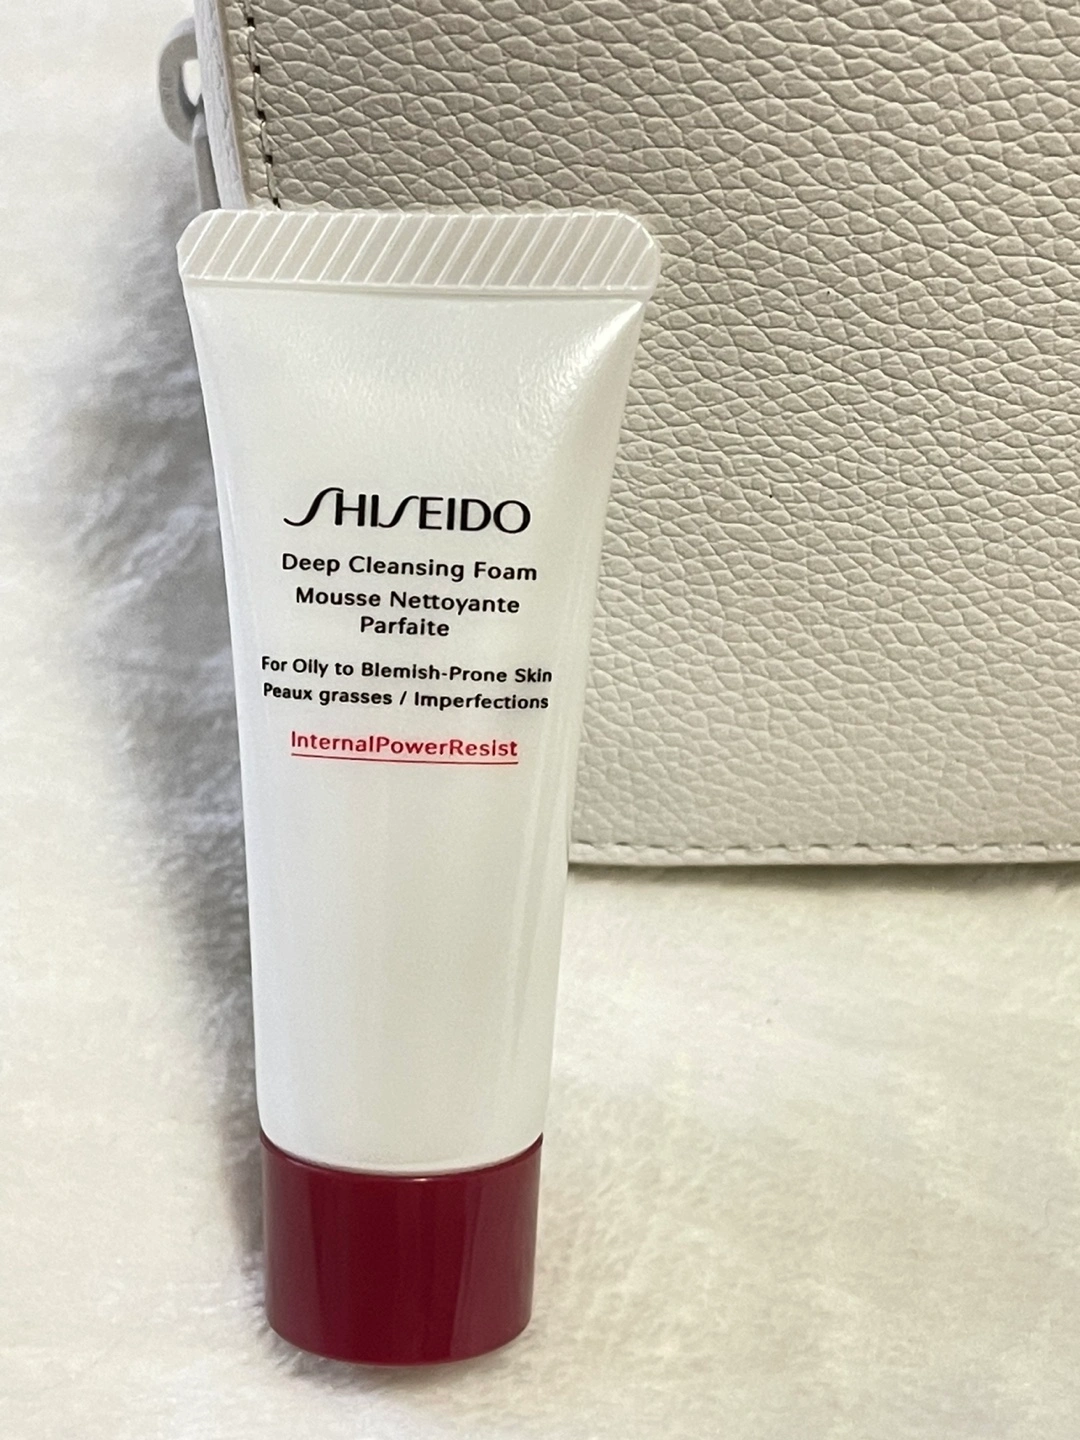 SHISEIDO
Deep Cleansing Foam
Mousse Nettoyante
Parfaite
For Oily to Blemish-Prone Skin
Peaux grasses / Imperfections
InternalPowerResist